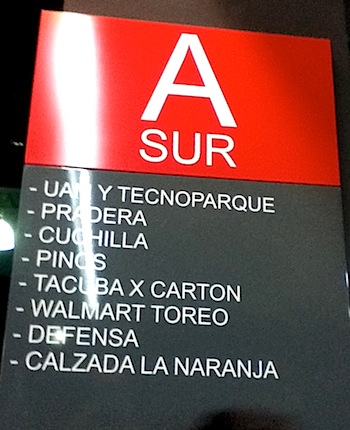 A
SUR
- UAM Y TECNOPARQUE
- PRADERA
- CUCHILLA
- PINOS
- TACUBA X CARTON
- WALMART TOREO
- DEFENSA
- CALZADA LA NARANJA